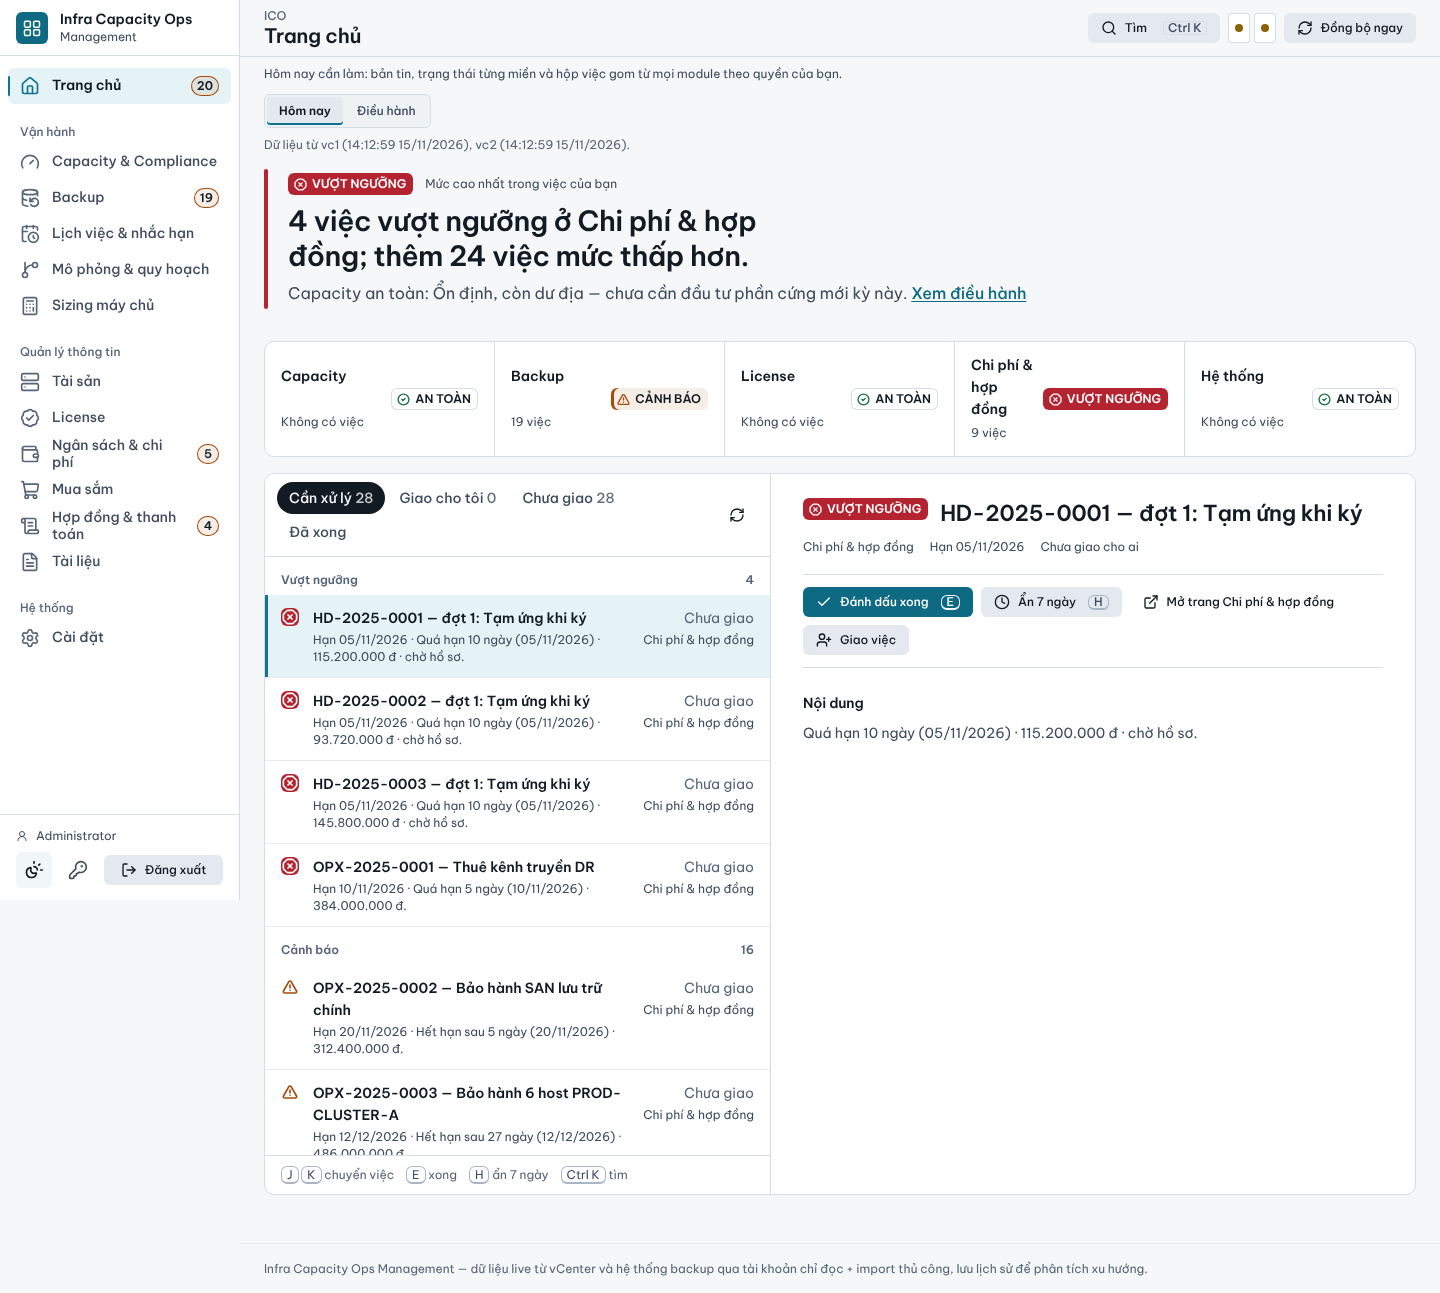 Infra Capacity Ops
Management
Trang chủ 20
Vận hành
Capacity & Compliance
Backup 19
Lịch việc & nhắc hạn
Mô phỏng & quy hoạch
Sizing máy chủ
Quản lý thông tin
Tài sản
License
Ngân sách & chi
phí 5
Mua sắm
Hợp đồng & thanh
toán 4
Tài liệu
Hệ thống
Cài đặt
Administrator
Đăng xuất
ICO
Trang chủ
Tìm Ctrl K
Đồng bộ ngay
Hôm nay cần làm: bản tin, trạng thái từng miền và hộp việc gom từ mọi module theo quyền của bạn.
Hôm nay Điều hành
Dữ liệu từ vc1 (14:12:59 15/11/2026), vc2 (14:12:59 15/11/2026).
VƯỢT NGƯỠNG Mức cao nhất trong việc của bạn
4 việc vượt ngưỡng ở Chi phí & hợp
đồng; thêm 24 việc mức thấp hơn.
Capacity an toàn: Ổn định, còn dư địa — chưa cần đầu tư phần cứng mới kỳ này. Xem điều hành
Capacity
AN TOÀN
Không có việc
Backup
CẢNH BÁO
19 việc
License
AN TOÀN
Không có việc
Chi phí &
hợp
đồng
VƯỢT NGƯỠNG
9 việc
Hệ thống
AN TOÀN
Không có việc
Cần xử lý 28 Giao cho tôi 0 Chưa giao 28
Đã xong
Vượt ngưỡng 4
HD-2025-0001 — đợt 1: Tạm ứng khi ký Chưa giao
Hạn 05/11/2026 · Quá hạn 10 ngày (05/11/2026) · Chi phí & hợp đồng
115.200.000 đ · chờ hồ sơ.
HD-2025-0002 — đợt 1: Tạm ứng khi ký Chưa giao
Hạn 05/11/2026 · Quá hạn 10 ngày (05/11/2026) · Chi phí & hợp đồng
93.720.000 đ · chờ hồ sơ.
HD-2025-0003 — đợt 1: Tạm ứng khi ký Chưa giao
Hạn 05/11/2026 · Quá hạn 10 ngày (05/11/2026) · Chi phí & hợp đồng
145.800.000 đ · chờ hồ sơ.
OPX-2025-0001 — Thuê kênh truyền DR Chưa giao
Hạn 10/11/2026 · Quá hạn 5 ngày (10/11/2026) · Chi phí & hợp đồng
384.000.000 đ.
Cảnh báo 16
OPX-2025-0002 — Bảo hành SAN lưu trữ Chưa giao
chính Chi phí & hợp đồng
Hạn 20/11/2026 · Hết hạn sau 5 ngày (20/11/2026) ·
312.400.000 đ.
OPX-2025-0003 — Bảo hành 6 host PROD- Chưa giao
CLUSTER-A Chi phí & hợp đồng
Hạn 12/12/2026 · Hết hạn sau 27 ngày (12/12/2026) ·
486.000.000 đ.
J K chuyển việc E xong H ẩn 7 ngày Ctrl K tìm
VƯỢT NGƯỠNG HD-2025-0001 — đợt 1: Tạm ứng khi ký
Chi phí & hợp đồng Hạn 05/11/2026 Chưa giao cho ai
Đánh dấu xong E Ẩn 7 ngày H Mở trang Chi phí & hợp đồng
Giao việc
Nội dung
Quá hạn 10 ngày (05/11/2026) · 115.200.000 đ · chờ hồ sơ.
Infra Capacity Ops Management — dữ liệu live từ vCenter và hệ thống backup qua tài khoản chỉ đọc + import thủ công, lưu lịch sử để phân tích xu hướng.